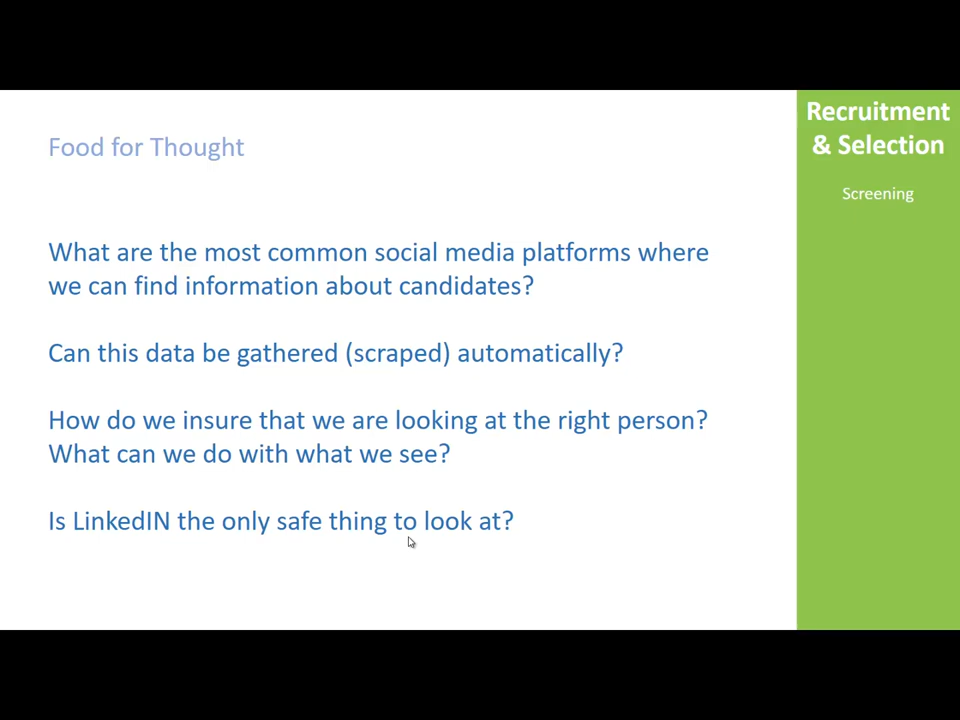 Food for Thought
What are the most common social media platforms where
we can find information about candidates?
Can this data be gathered (scraped) automatically?
How do we insure that we are looking at the right person?
What can we do with what we see?
Is LinkedIN the only safe thing to look at?
Recruitment
& Selection
Screening